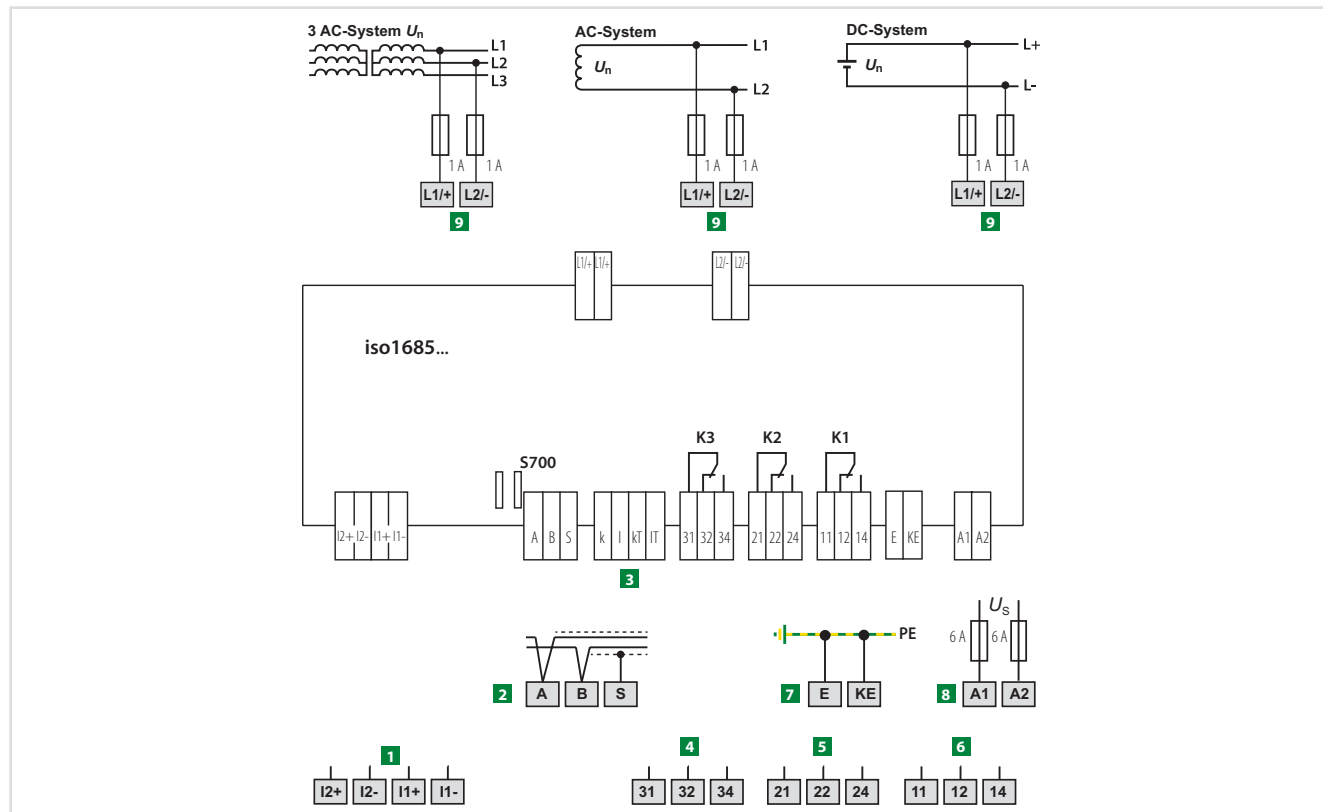 3 AC-System Un
AC-System
DC-System
L1
L2
L3
Un
L1
L2
Un
L+
L-
1 A 1 A
1 A 1 A
1 A 1 A
L1/+ L2/-
L1/+ L2/-
L1/+ L2/-
9
9
9
L1/+ L1/+
L2/- L2/-
iso1685...
K3
K2
K1
S700
I2+ I2- I1+ I1-
A B S
k l kT lT
31 32 34
21 22 24
11 12 14
E KE
A1 A2
3
US
6 A 6 A
PE
2 A B S
7 E KE
8 A1 A2
1
4
5
6
I2+ I2- I1+ I1-
31 32 34
21 22 24
11 12 14